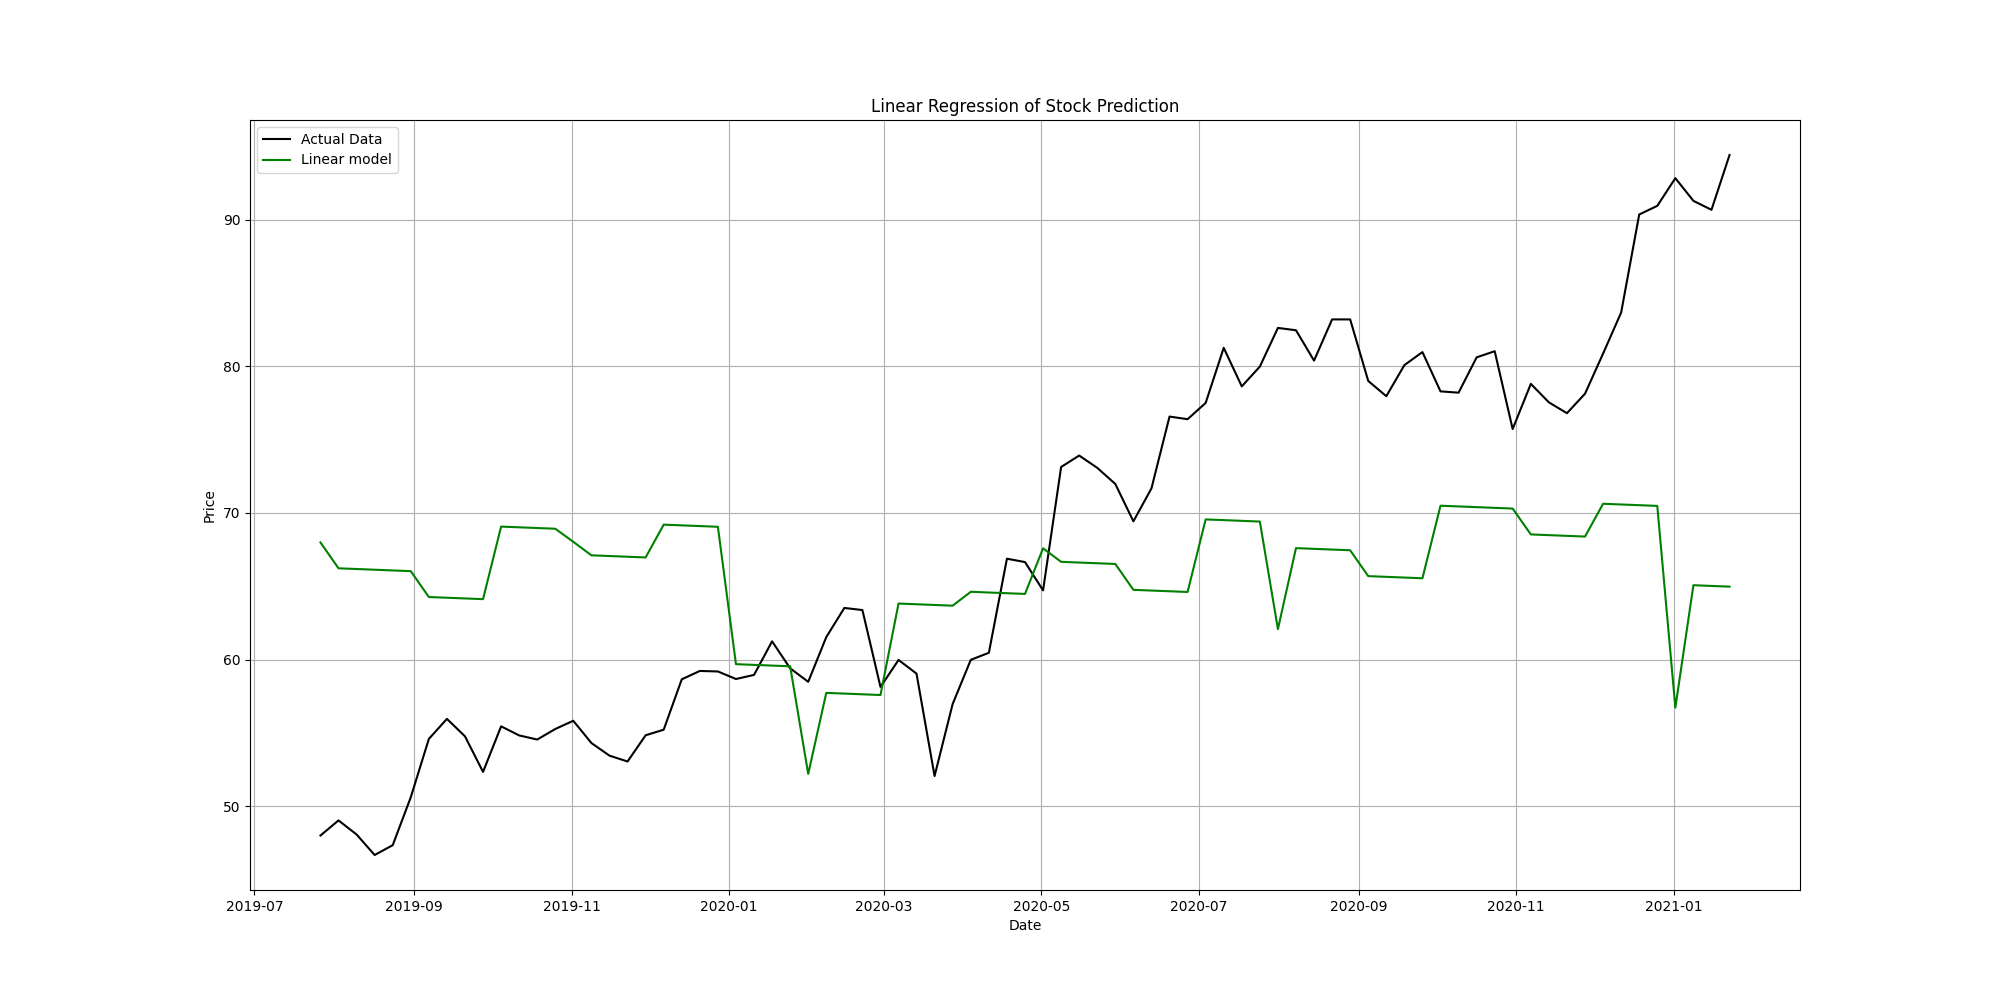 Linear Regression of Stock Prediction
Actual Data
Linear model
90
80
70
60
50
Price
2019-07 2019-09 2019-11 2020-01 2020-03 2020-05 2020-07 2020-09 2020-11 2021-01
Date